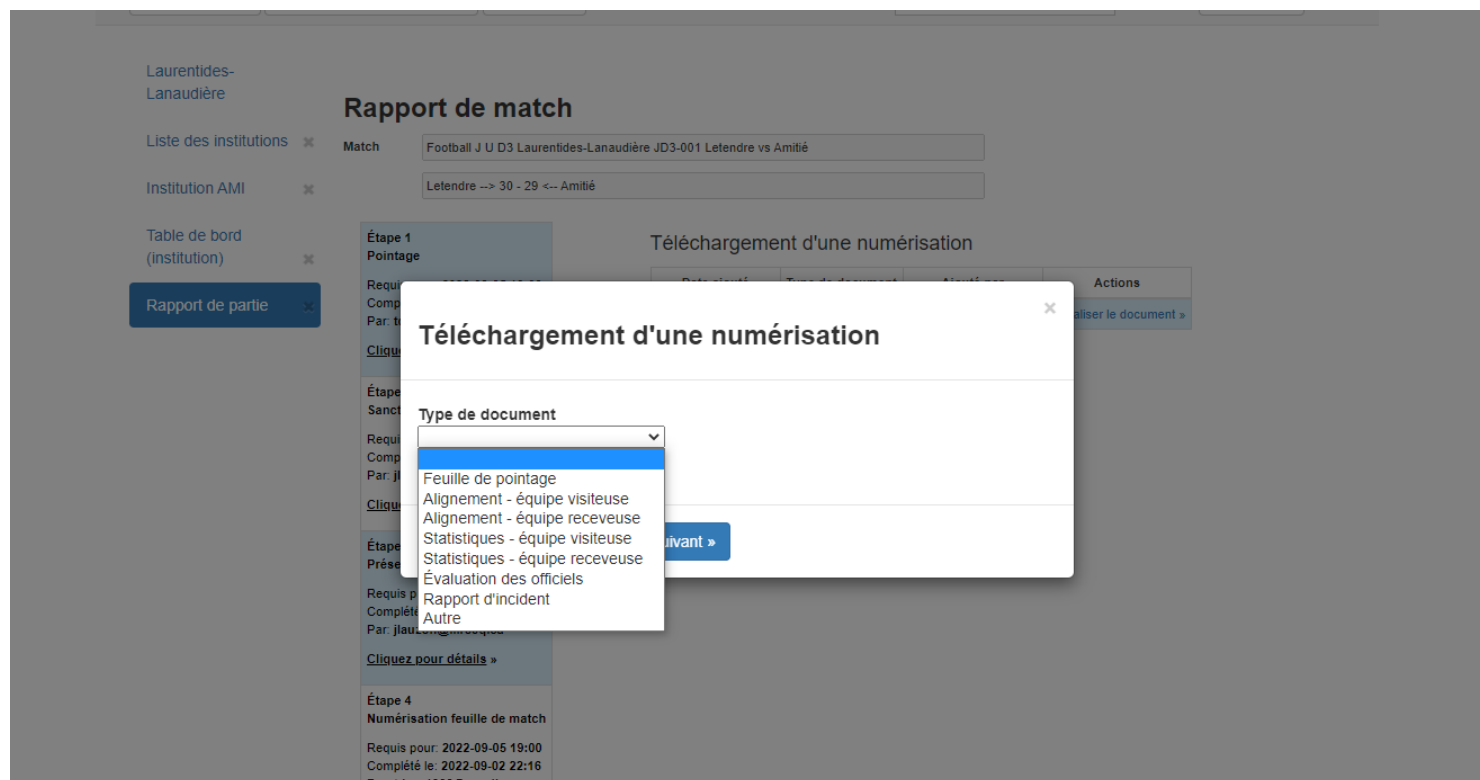 Laurentides-
Lanaudière
Liste des institutions
Institution AMI
Table de bord
(institution)
Rapport de partie
Rapport de match
Match
Football J U D3 Laurentides-Lanaudière JD3-001 Letendre vs Amitié
Letendre --> 30 - 29 <-- Amitié
Étape 1
Pointage
Téléchargement d'une numérisation
Actions
Par:
Téléchargement d'une numérisation
×
document »
Type de document
Feuille de pointage
Alignement - équipe visiteuse
Alignement - équipe receveuse
Statistiques - équipe visiteuse
Statistiques - équipe receveuse
Évaluation des officiels
Rapport d'incident
Autre
Par:
Cliquez pour détails »
Étape 4
Numérisation feuille de match
Requis pour: 2022-09-05 19:00
Complété le: 2022-09-02 22:16